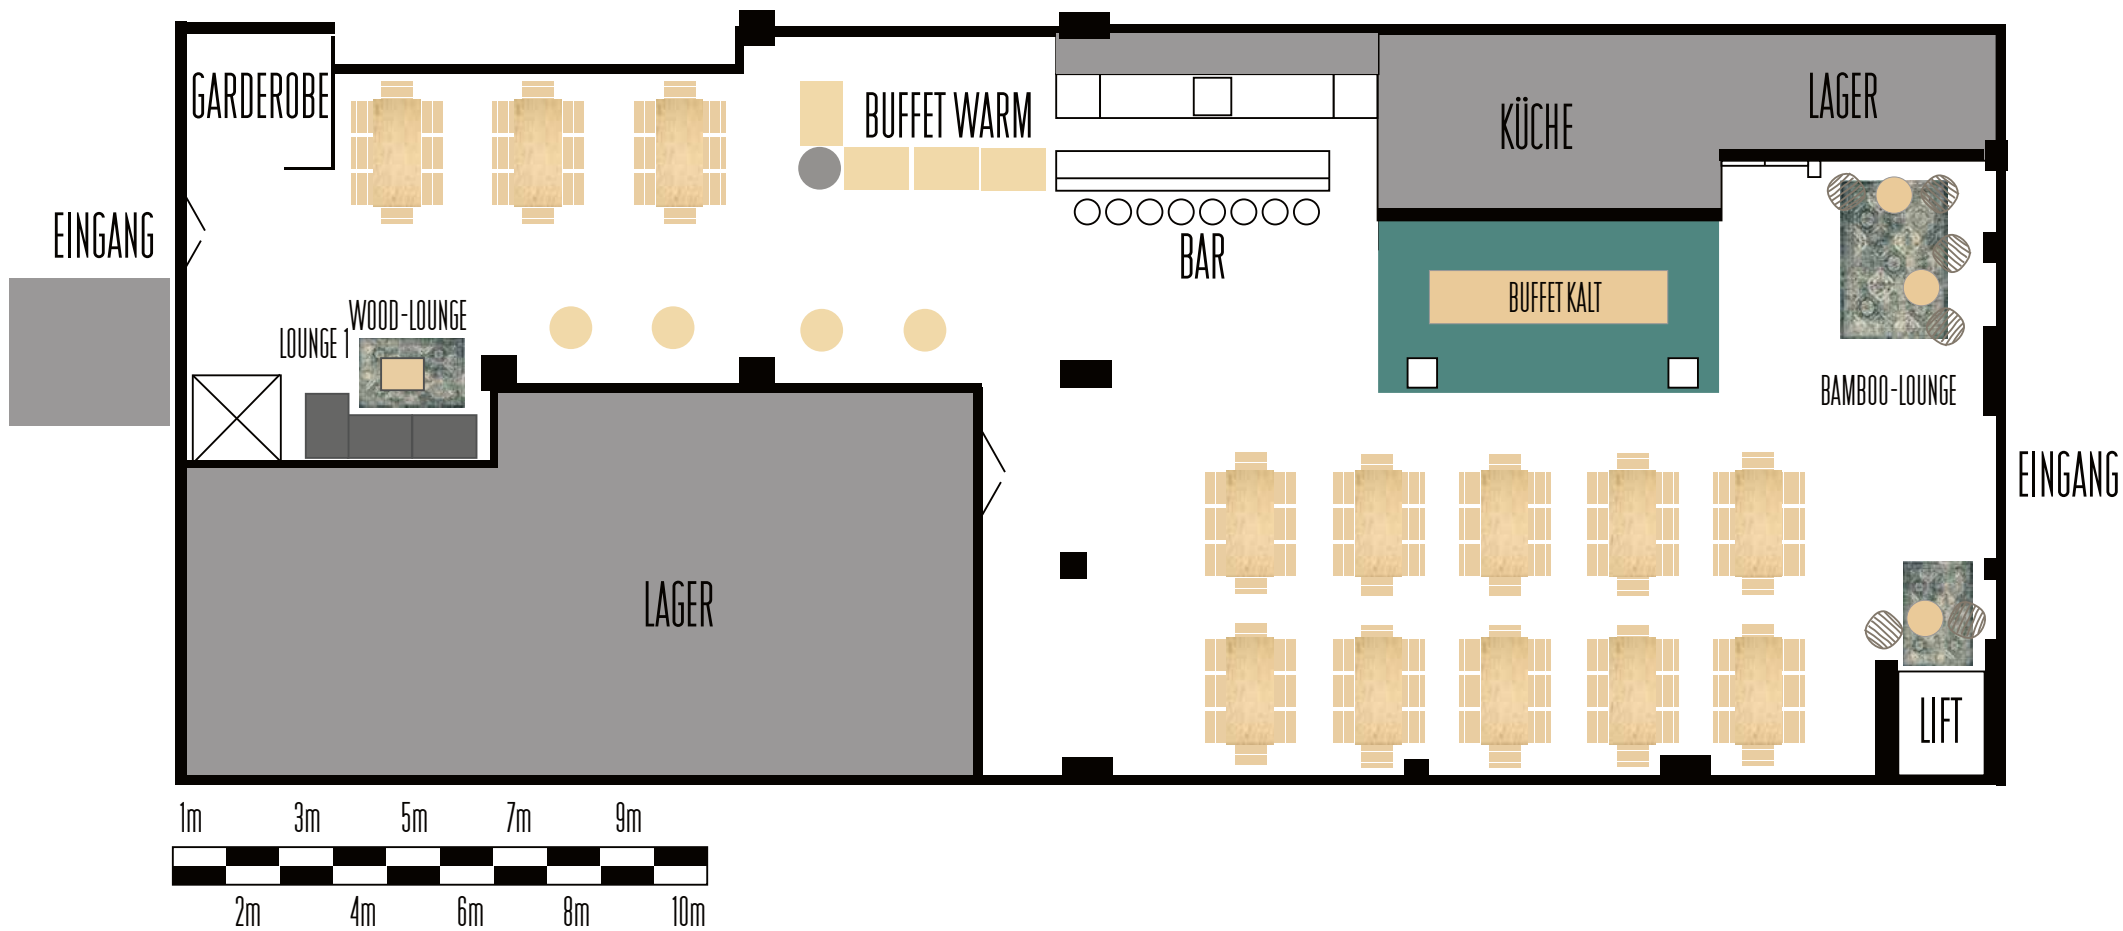 GARDEROBE
BUFFET WARM
KÜCHE
LAGER
EINGANG
BAR
WOOD-LOUNGE
LOUNGE 1
BUFFET KALT
BAMBOO-LOUNGE
EINGANG
LAGER
LIFT
1m 3m 5m 7m 9m
2m 4m 6m 8m 10m